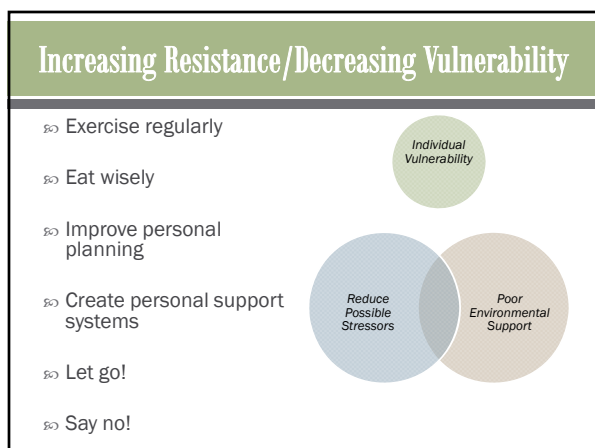 Increasing Resistance/Decreasing Vulnerability
Exercise regularly
Eat wisely
Improve personal
planning
Create personal support
systems
Let go!
Say no!
Individual
Vulnerability
Reduce
Possible
Stressors
Poor
Environmental
Support